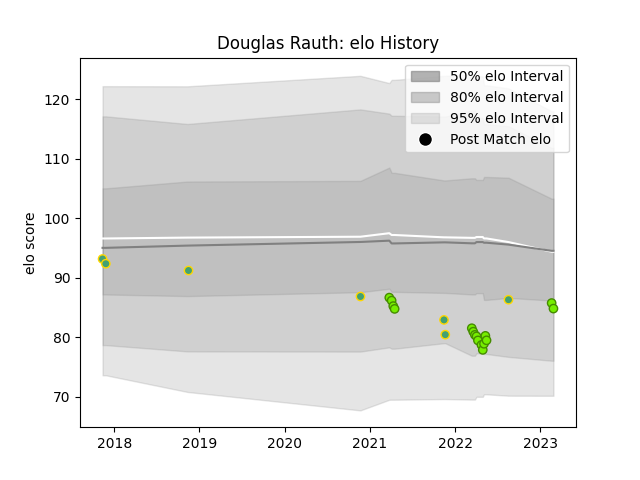 Douglas Rauth: elo History
50% elo Interval
80% elo Interval
95% elo Interval
Post Match elo
elo score
120
110
100
90
80
70
2018
2019
2020
2021
2022
2023